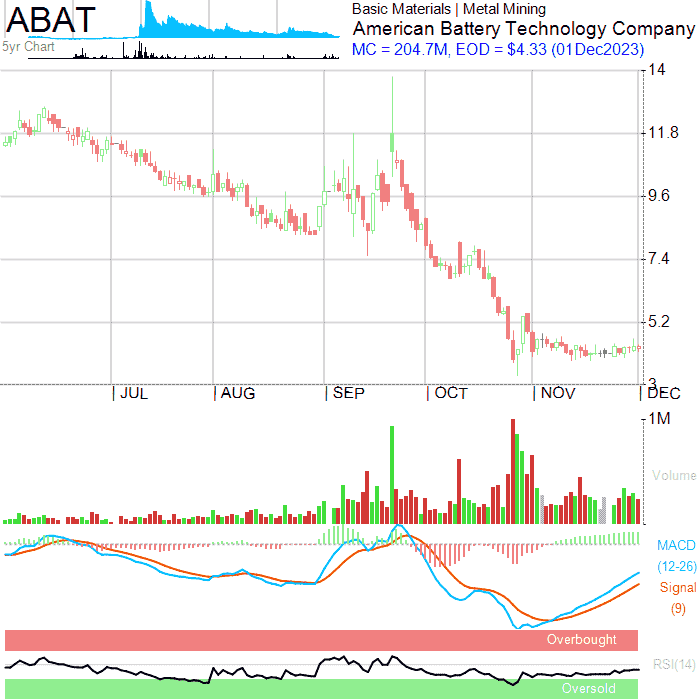 ABAT
5yr Chart
Basic Materials | Metal Mining
American Battery Technology Company
MC = 204.7M, EOD = $4.33 (01Dec2023)
14
11.8
9.6
7.4
5.2
3
JUL AUG SEP OCT NOV DEC
1M
Volume
MACD
(12-26)
Signal
(9)
Overbought
RSI(14)
Oversold